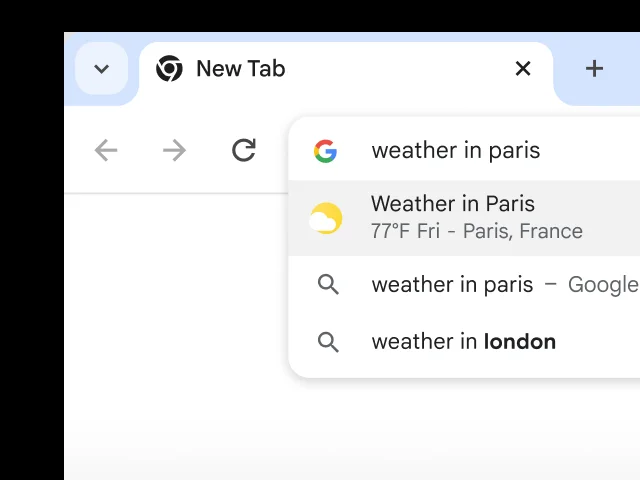 New Tab
weather in paris
Weather in Paris
77°F Fri - Paris, France
weather in paris – Google
weather in london